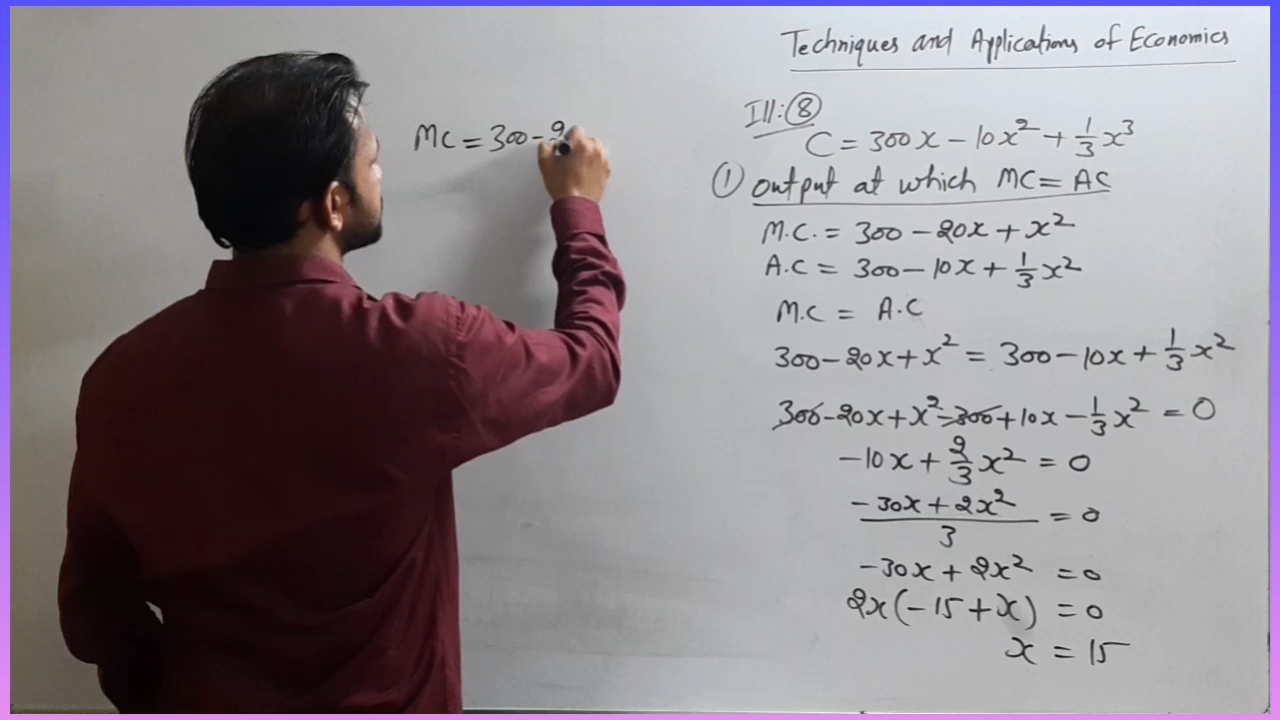 Techniques and Applications of Economics
Ill: 8
C = 300x - 10x² + 1/3 x³
① output at which MC = AC
M.C. = 300 - 20x + x²
A.C = 300 - 10x + 1/3 x²
M.C = A.C
300 - 20x + x² = 300 - 10x + 1/3 x²
300 - 20x + x² - 300 + 10x - 1/3 x² = 0
-10x + 2/3 x² = 0
(-30x + 2x²)/3 = 0
-30x + 2x² = 0
2x(-15 + x) = 0
x = 15
MC = 300 - 2